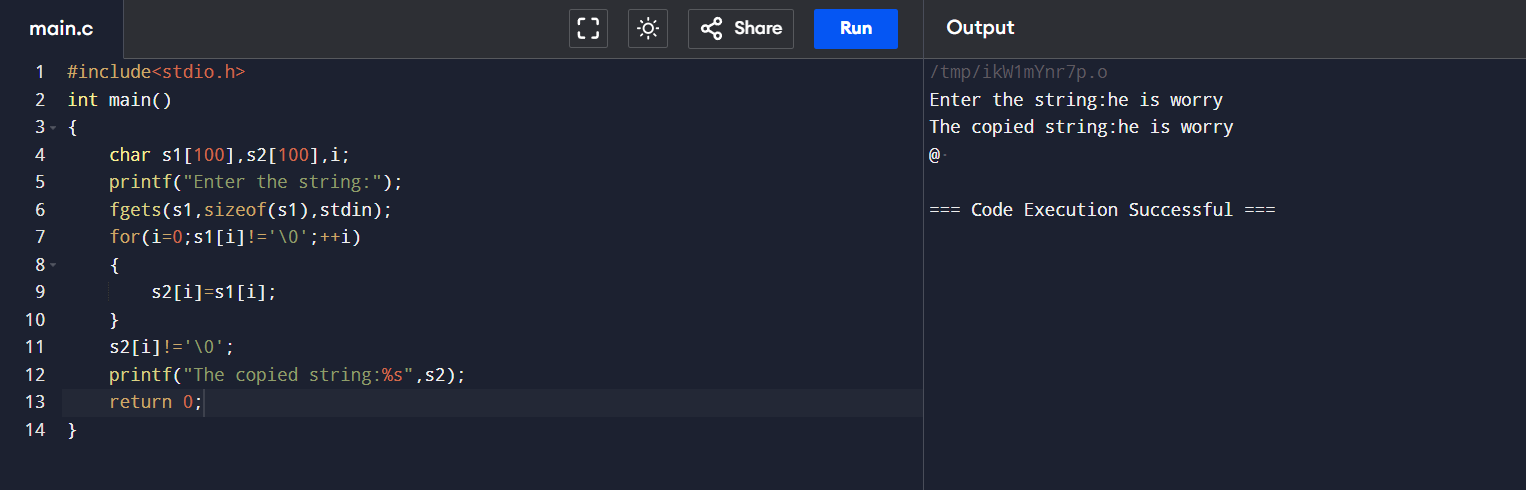 main.c
Share
Run
Output
1 #include<stdio.h>
2 int main()
3 {
4     char s1[100],s2[100],i;
5     printf("Enter the string:");
6     fgets(s1,sizeof(s1),stdin);
7     for(i=0;s1[i]!='\0';++i)
8     {
9         s2[i]=s1[i];
10     }
11     s2[i]!='\0';
12     printf("The copied string:%s",s2);
13     return 0;
14 }
/tmp/ikW1mYnr7p.o
Enter the string:he is worry
The copied string:he is worry
@
=== Code Execution Successful ===